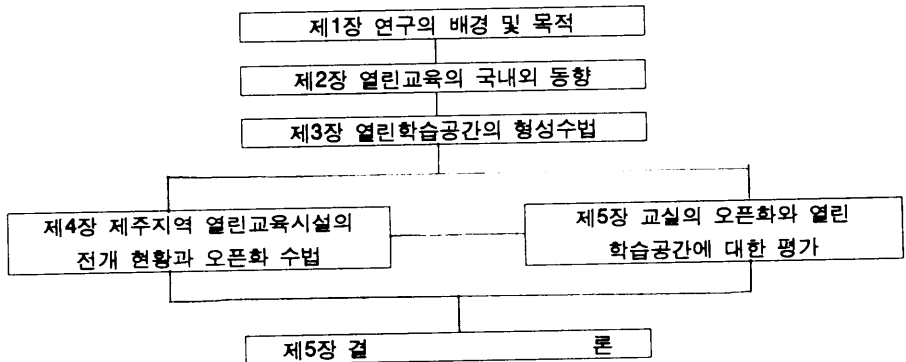 제1장 연구의 배경 및 목적
제2장 열린교육의 국내외 동향
제3장 열린학습공간의 형성수법
제4장 제주지역 열린교육시설의
전개 현황과 오픈화 수법
제5장 교실의 오픈화와 열린
학습공간에 대한 평가
제5장 결 론